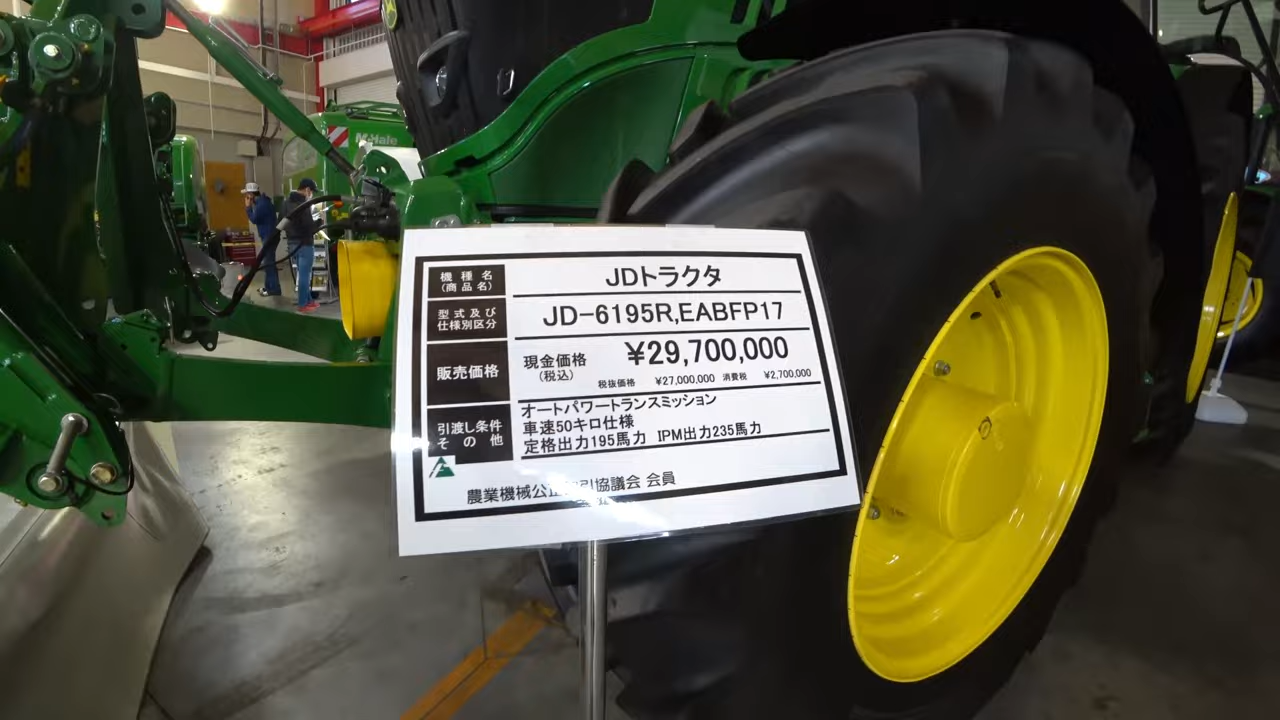 McHale
機種名
(商品名)
JDトラクタ
型式及び
仕様別区分
JD-6195R,EABFP17
販売価格
現金価格
(税込)
¥29,700,000
税抜価格 ¥27,000,000 消費税 ¥2,700,000
引渡し条件
その他
オートパワートランスミッション
車速50キロ仕様
定格出力195馬力 IPM出力235馬力
農業機械公正取引協議会 会員